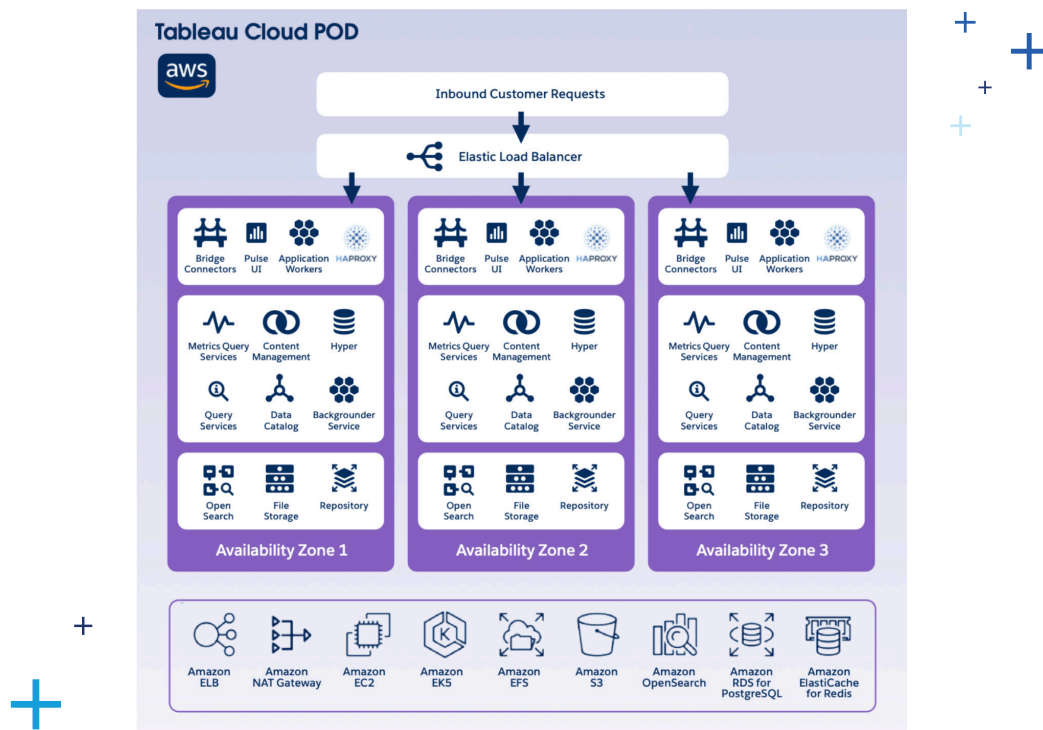 Tableau Cloud POD
aws
Inbound Customer Requests
Elastic Load Balancer
Bridge Connectors
Pulse UI
Application Workers
HAPROXY
Metrics Query Services
Content Management
Hyper
Query Services
Data Catalog
Backgrounder Service
Open Search
File Storage
Repository
Availability Zone 1
Bridge Connectors
Pulse UI
Application Workers
HAPROXY
Metrics Query Services
Content Management
Hyper
Query Services
Data Catalog
Backgrounder Service
Open Search
File Storage
Repository
Availability Zone 2
Bridge Connectors
Pulse UI
Application Workers
HAPROXY
Metrics Query Services
Content Management
Hyper
Query Services
Data Catalog
Backgrounder Service
Open Search
File Storage
Repository
Availability Zone 3
Amazon ELB
Amazon NAT Gateway
Amazon EC2
K
Amazon EKS
Amazon EFS
Amazon S3
Amazon OpenSearch
Amazon RDS for PostgreSQL
Amazon ElastiCache for Redis